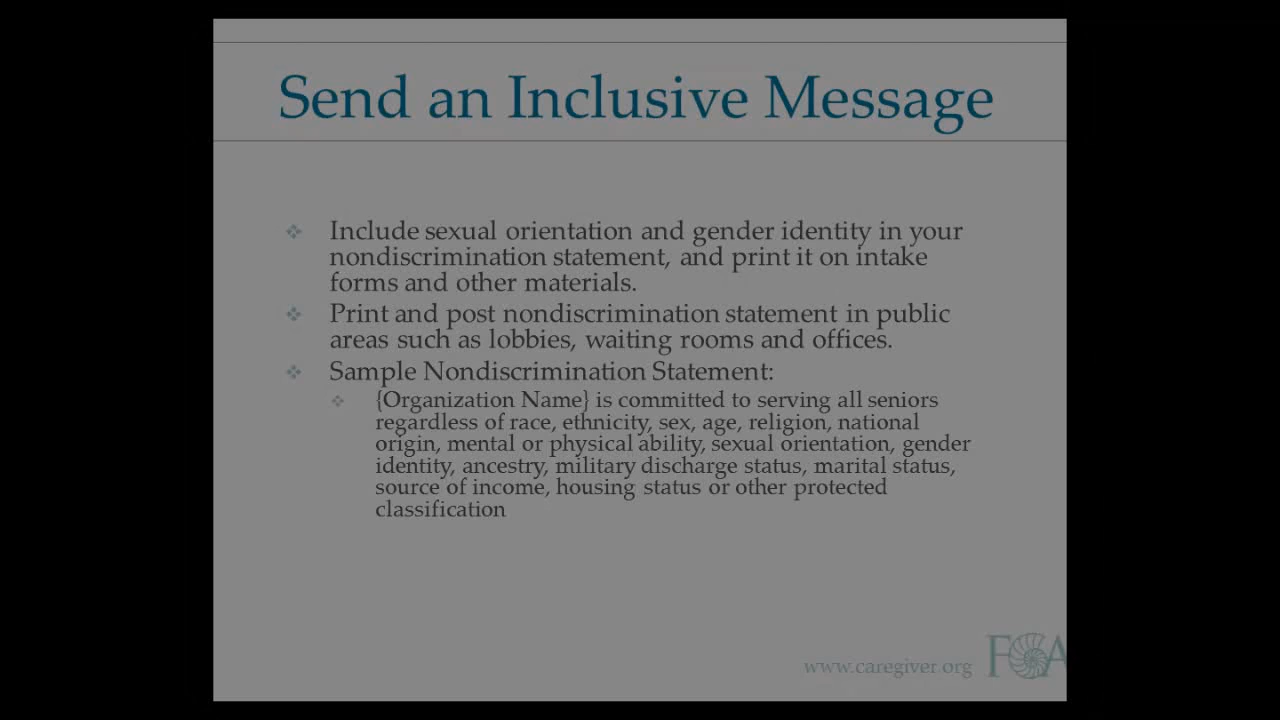 Send an Inclusive Message
Include sexual orientation and gender identity in your
nondiscrimination statement, and print it on intake
forms and other materials.
Print and post nondiscrimination statement in public
areas such as lobbies, waiting rooms and offices.
Sample Nondiscrimination Statement:
{Organization Name} is committed to serving all seniors
regardless of race, ethnicity, sex, age, religion, national
origin, mental or physical ability, sexual orientation, gender
identity, ancestry, military discharge status, marital status,
source of income, housing status or other protected
classification
www.caregiver.org
FCA